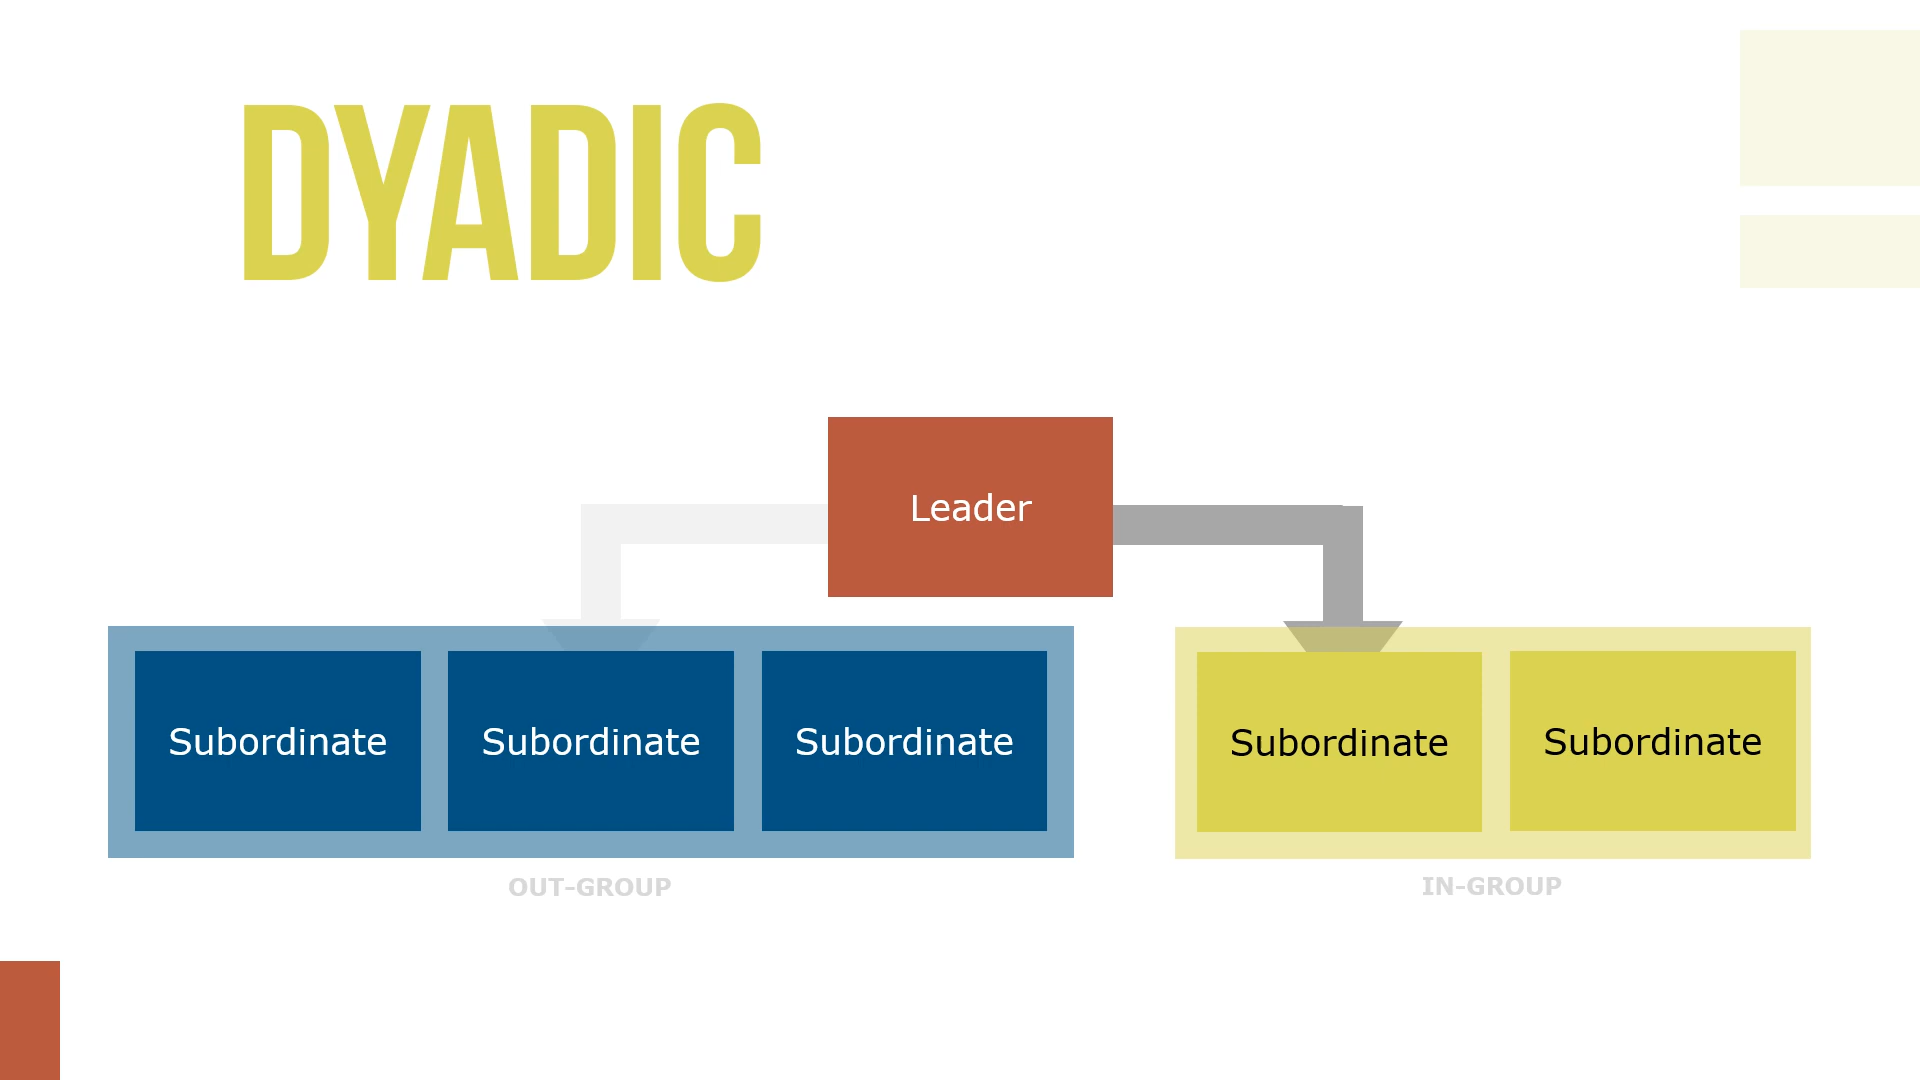 DYADIC
Leader
Subordinate
Subordinate
Subordinate
Subordinate
Subordinate
OUT-GROUP
IN-GROUP